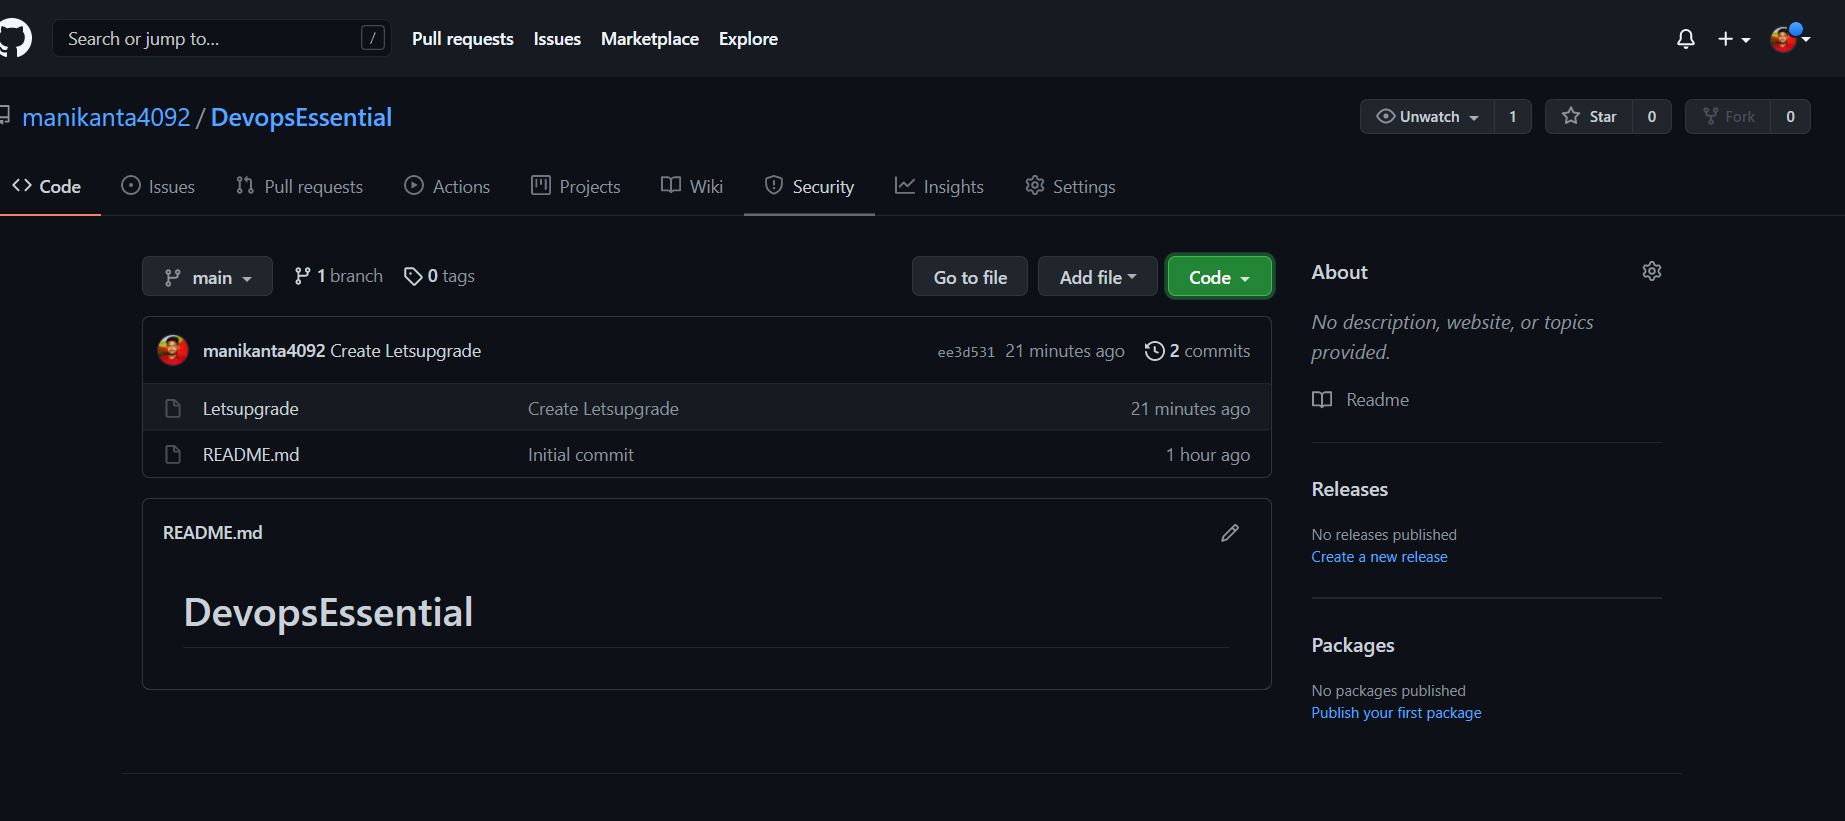 Search or jump to... / Pull requests Issues Marketplace Explore
manikanta4092 / DevopsEssential Unwatch 1 Star 0 Fork 0
Code Issues Pull requests Actions Projects Wiki Security Insights Settings
main 1 branch 0 tags Go to file Add file Code
manikanta4092 Create Letsupgrade ee3d531 21 minutes ago 2 commits
Letsupgrade Create Letsupgrade 21 minutes ago
README.md Initial commit 1 hour ago
README.md
DevopsEssential
About
No description, website, or topics
provided.
Readme
Releases
No releases published
Create a new release
Packages
No packages published
Publish your first package